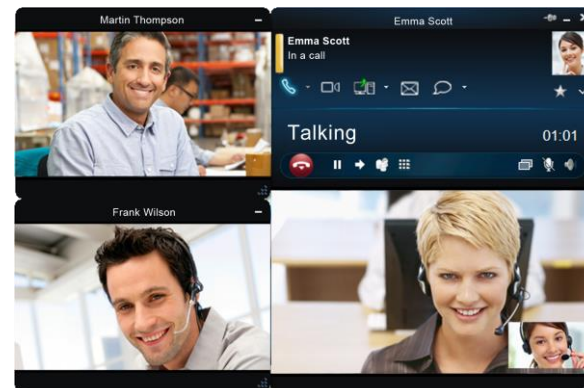 Martin Thompson
Emma Scott
Emma Scott
In a call
Talking
01:01
Frank Wilson